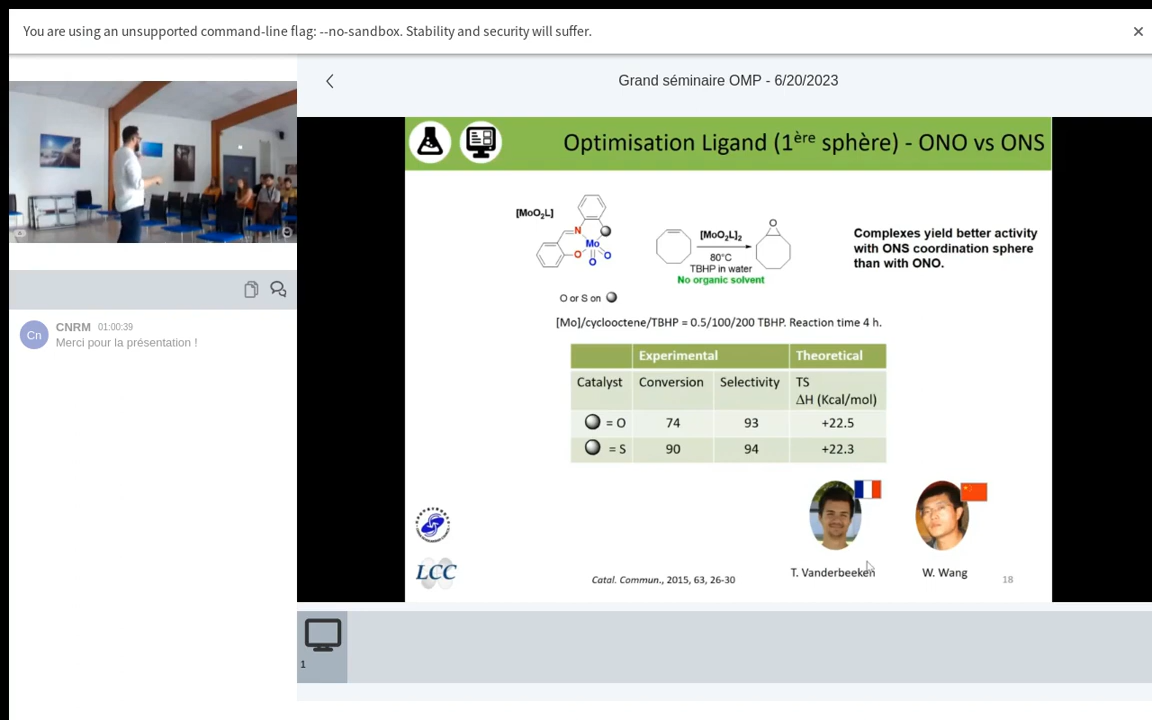 You are using an unsupported command-line flag: --no-sandbox. Stability and security will suffer.
Grand séminaire OMP - 6/20/2023
Optimisation Ligand (1ère sphère) - ONO vs ONS
[MoO2L]
N
Mo
O
O
O
[MoO2L]2
80°C
TBHP in water
No organic solvent
O
Complexes yield better activity
with ONS coordination sphere
than with ONO.
O or S on
[Mo]/cyclooctene/TBHP = 0.5/100/200 TBHP. Reaction time 4 h.
Experimental Theoretical
Catalyst Conversion Selectivity TS
ΔH (Kcal/mol)
= O 74 93 +22.5
= S 90 94 +22.3
LCC
Catal. Commun., 2015, 63, 26-30
T. Vanderbeeken
W. Wang
18
Cn
CNRM 01:00:39
Merci pour la présentation !
1